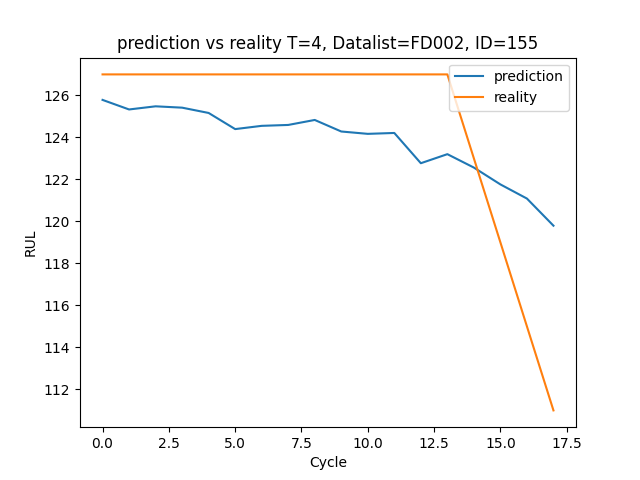 prediction vs reality T=4, Datalist=FD002, ID=155
prediction
reality
126
124
122
120
118
116
114
112
RUL
0.0 2.5 5.0 7.5 10.0 12.5 15.0 17.5
Cycle